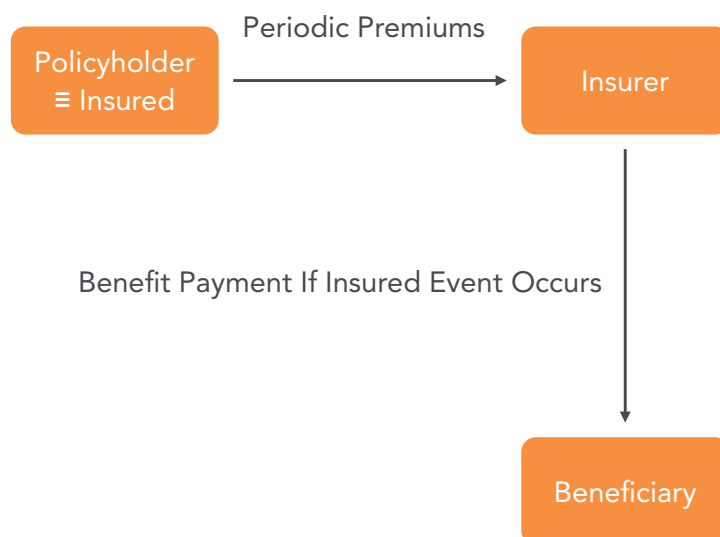 Periodic Premiums
Policyholder
≡ Insured
Insurer
Benefit Payment If Insured Event Occurs
Beneficiary